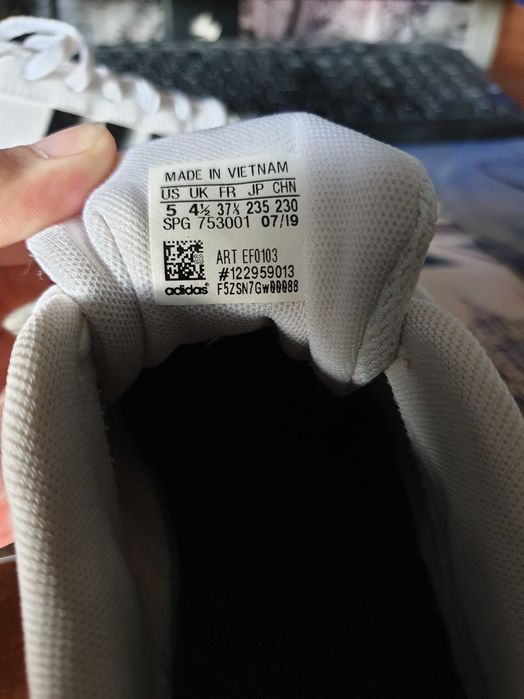 MADE IN VIETNAM
US UK FR JP CHN
5 4½ 37⅓ 235 230
SPG 753001 07/19
ART EF0103
#122959013
adidas® F5ZSN7GW00088